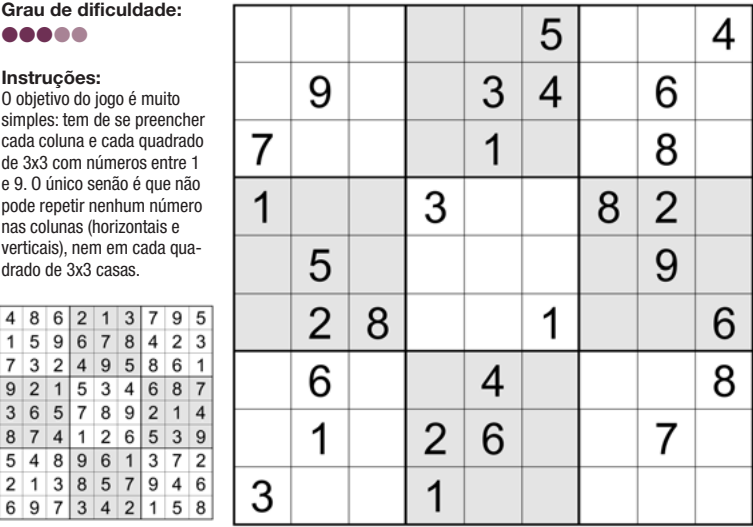 Grau de dificuldade:
Instruções:
O objetivo do jogo é muito
simples: tem de se preencher
cada coluna e cada quadrado
de 3x3 com números entre 1
e 9. O único senão é que não
pode repetir nenhum número
nas colunas (horizontais e
verticais), nem em cada qua-
drado de 3x3 casas.
4 8 6 2 1 3 7 9 5
1 5 9 6 7 8 4 2 3
7 3 2 4 9 5 8 6 1
9 2 1 5 3 4 6 8 7
3 6 5 7 8 9 2 1 4
8 7 4 1 2 6 5 3 9
5 4 8 9 6 1 3 7 2
2 1 3 8 5 7 9 4 6
6 9 7 3 4 2 1 5 8
5 4
9 3 4 6
7 1 8
1 3 8 2
5 9
2 8 1 6
6 4 8
1 2 6 7
3 1